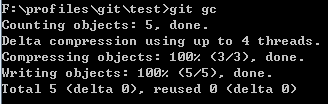 F:\profiles\git\test>git gc
Counting objects: 5, done.
Delta compression using up to 4 threads.
Compressing objects: 100% (3/3), done.
Writing objects: 100% (5/5), done.
Total 5 (delta 0), reused 0 (delta 0)